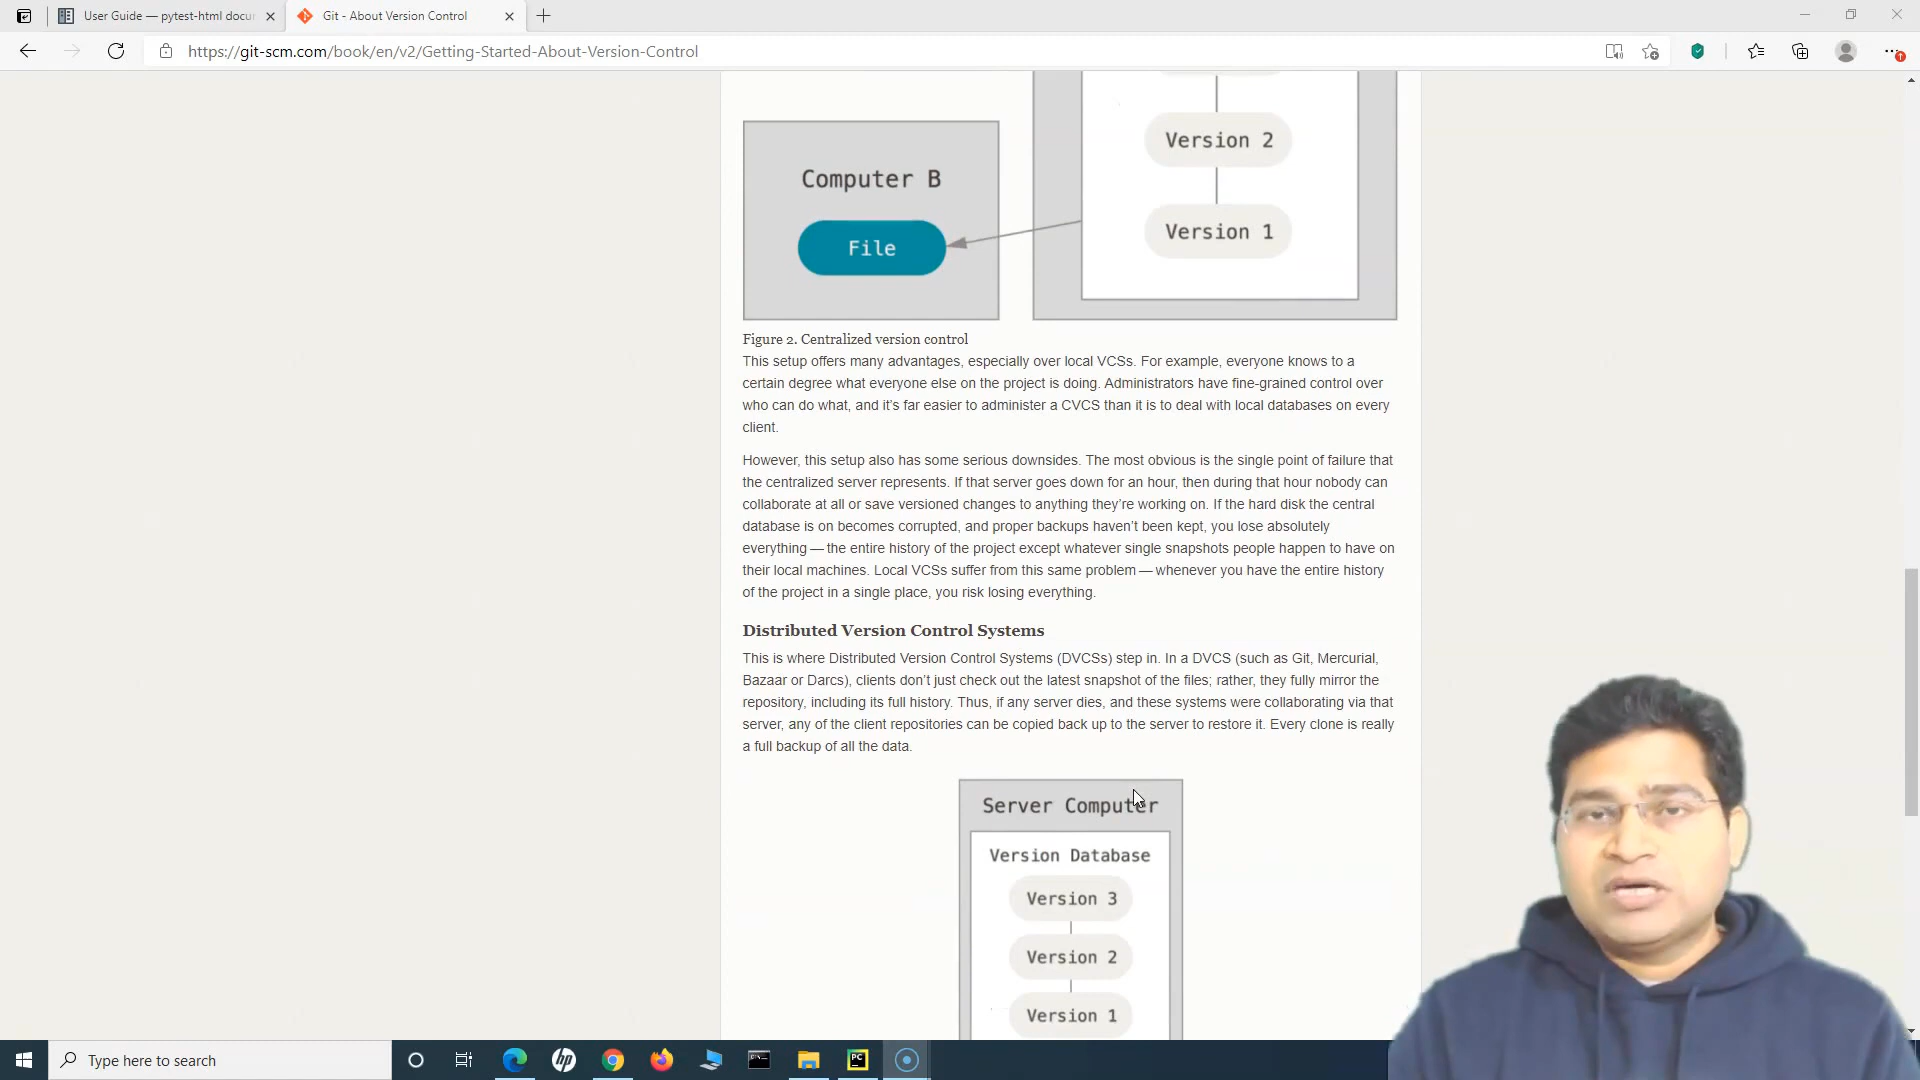 User Guide — pytest-html docu
Git - About Version Control
https://git-scm.com/book/en/v2/Getting-Started-About-Version-Control
Version 2
Computer B
Version 1
File
Figure 2. Centralized version control
This setup offers many advantages, especially over local VCSs. For example, everyone knows to a
certain degree what everyone else on the project is doing. Administrators have fine-grained control over
who can do what, and it’s far easier to administer a CVCS than it is to deal with local databases on every
client.
However, this setup also has some serious downsides. The most obvious is the single point of failure that
the centralized server represents. If that server goes down for an hour, then during that hour nobody can
collaborate at all or save versioned changes to anything they’re working on. If the hard disk the central
database is on becomes corrupted, and proper backups haven’t been kept, you lose absolutely
everything — the entire history of the project except whatever single snapshots people happen to have on
their local machines. Local VCSs suffer from this same problem — whenever you have the entire history
of the project in a single place, you risk losing everything.
Distributed Version Control Systems
This is where Distributed Version Control Systems (DVCSs) step in. In a DVCS (such as Git, Mercurial,
Bazaar or Darcs), clients don’t just check out the latest snapshot of the files; rather, they fully mirror the
repository, including its full history. Thus, if any server dies, and these systems were collaborating via that
server, any of the client repositories can be copied back up to the server to restore it. Every clone is really
a full backup of all the data.
Server Computer
Version Database
Version 3
Version 2
Version 1
Type here to search
hp
PC